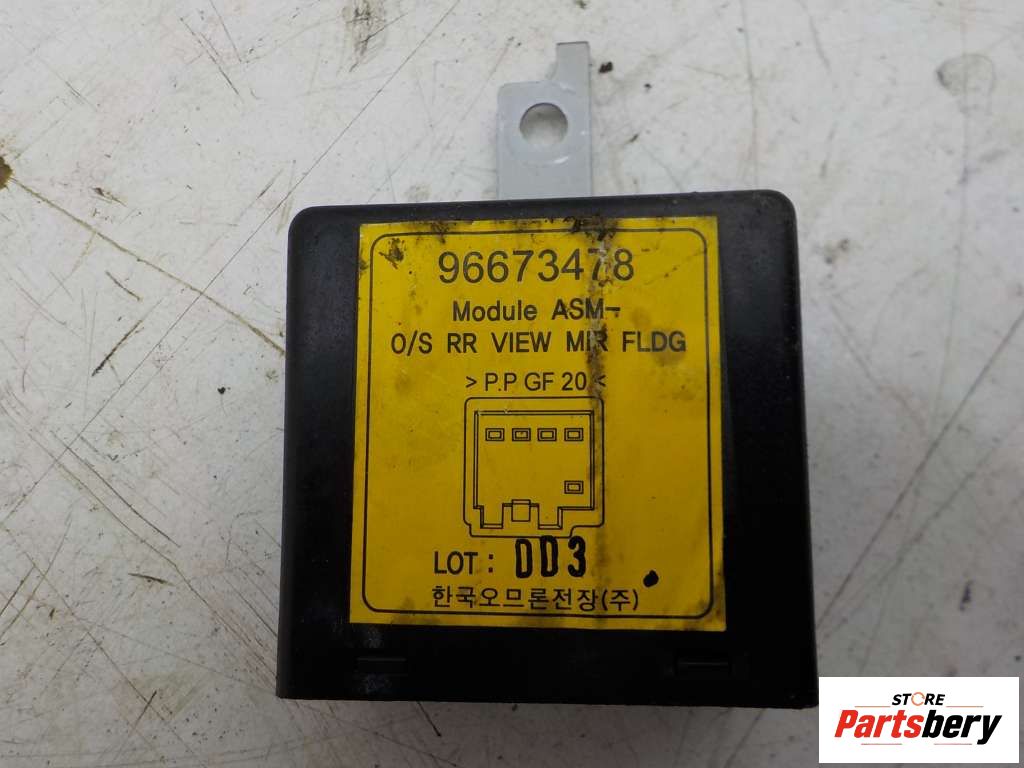 96673478
Module ASM-
O/S RR VIEW MIR FLDG
> P.P GF 20 <
LOT : DD3
한국오므론전장(주)
STORE
Partsbery